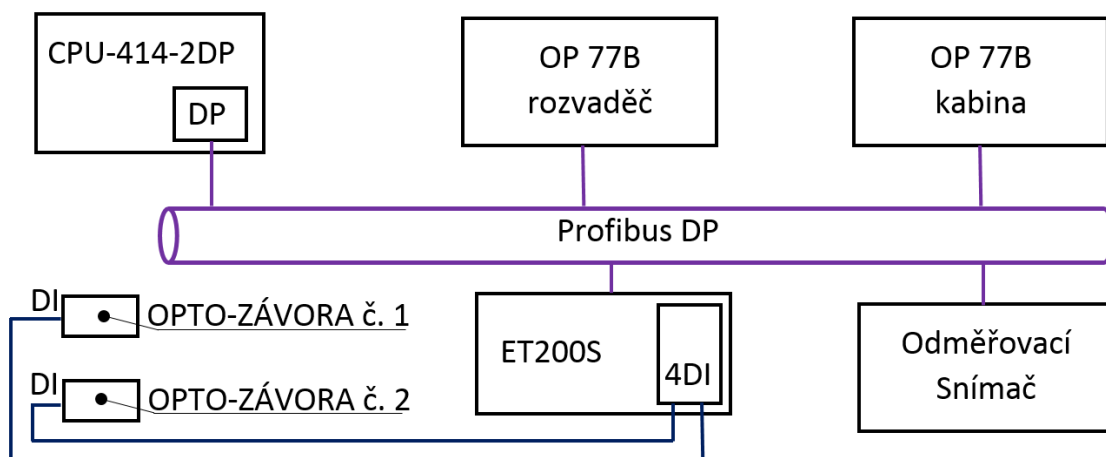 CPU-414-2DP
DP
OP 77B
rozvaděč
OP 77B
kabina
Profibus DP
DI
OPTO-ZÁVORA č. 1
DI
OPTO-ZÁVORA č. 2
ET200S
4DI
Odměřovací
Snímač